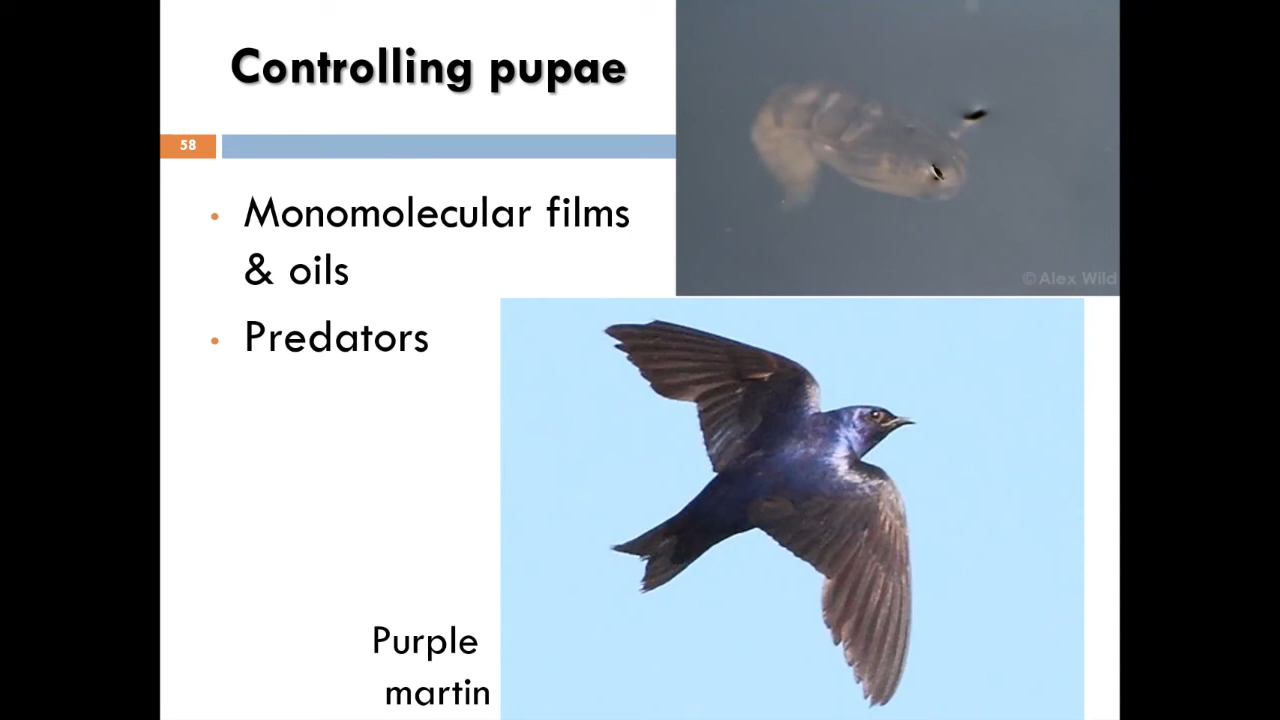 Controlling pupae
58
• Monomolecular films
& oils
• Predators
©Alex Wild
Purple
martin